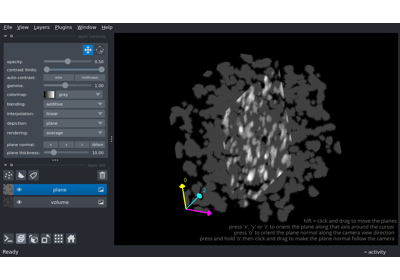 File View Layers Plugins Window Help
layer controls
opacity: 0.50
contrast limits:
auto-contrast: once continuous
gamma: 1.00
colormap: gray
blending: additive
interpolation: linear
depiction: plane
rendering: average
plane normal: x y z oblique
plane thickness: 10.00
layer list
plane
volume
0
2
shift + click and drag to move the planes
press 'x', 'y' or 'z' to orient the plane along that axis around the cursor
press 'o' to orient the plane normal along the camera view direction
press and hold 'o' then click and drag to make the plane normal follow the camera
Ready
activity